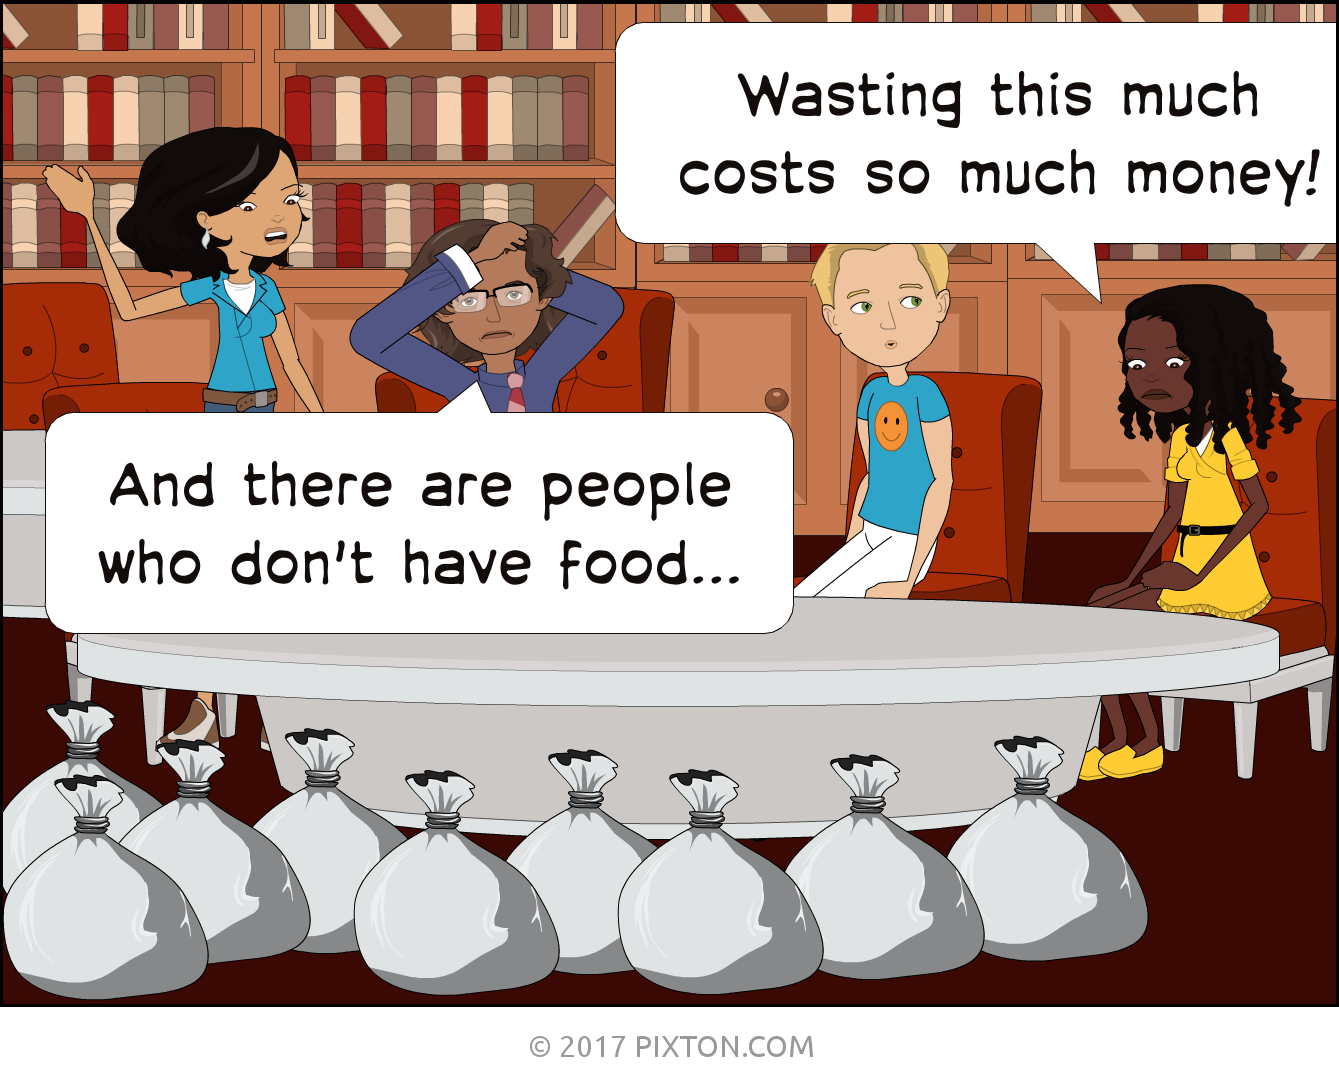 Wasting this much
costs so much money!
And there are people
who don't have food...
© 2017 PIXTON.COM